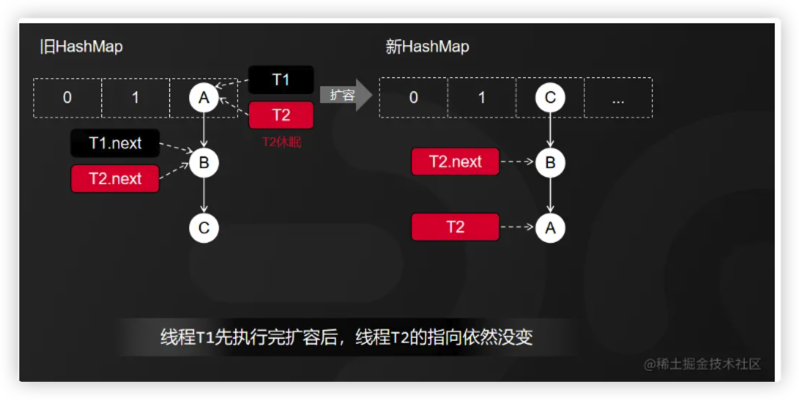 旧HashMap
新HashMap
0
1
A
T1
T2
T2休眠
扩容
0
1
C
...
T1.next
T2.next
B
C
T2.next
B
T2
A
线程T1先执行完扩容后，线程T2的指向依然没变
@稀土掘金技术社区